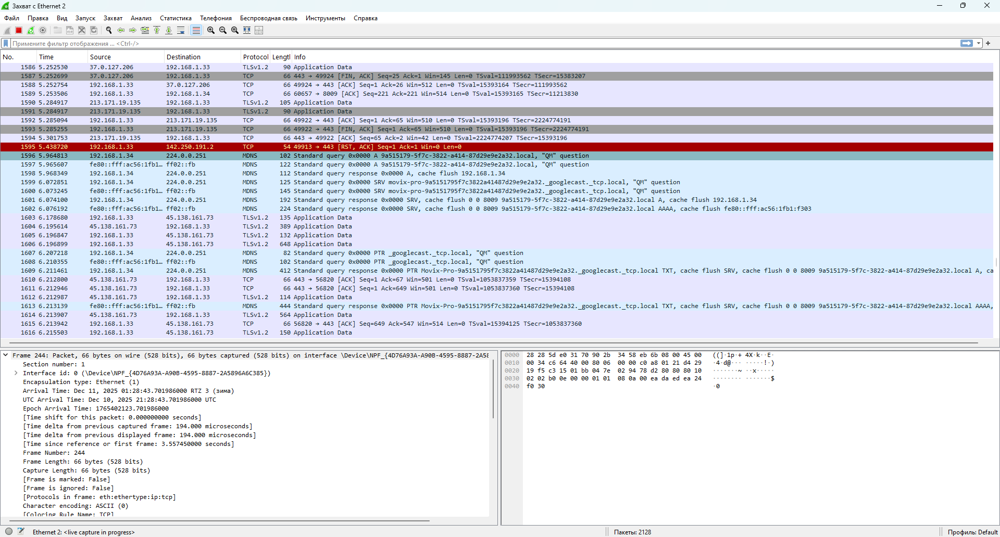 Захват с Ethernet 2
Файл Правка Вид Запуск Захват Анализ Статистика Телефония Беспроводная связь Инструменты Справка
Примените фильтр отображения ... <Ctrl-/>
No. Time Source Destination Protocol Lengtl Info
1586 5.252530 37.0.127.206 192.168.1.33 TLSv1.2 90 Application Data
1587 5.252699 37.0.127.206 192.168.1.33 TCP 66 443 → 49924 [FIN, ACK] Seq=25 Ack=1 Win=145 Len=0 TSval=111993562 TSecr=15383207
1588 5.252754 192.168.1.33 37.0.127.206 TCP 66 49924 → 443 [ACK] Seq=1 Ack=26 Win=512 Len=0 TSval=15393164 TSecr=111993562
1589 5.253506 192.168.1.33 192.168.1.34 TCP 66 60657 → 8009 [ACK] Seq=221 Ack=221 Win=514 Len=0 TSval=15393165 TSecr=11213830
1590 5.284917 213.171.19.135 192.168.1.33 TLSv1.2 105 Application Data
1591 5.284917 213.171.19.135 192.168.1.33 TLSv1.2 90 Application Data
1592 5.285094 192.168.1.33 213.171.19.135 TCP 66 49922 → 443 [ACK] Seq=1 Ack=65 Win=510 Len=0 TSval=15393196 TSecr=2224774191
1593 5.285255 192.168.1.33 213.171.19.135 TCP 66 49922 → 443 [FIN, ACK] Seq=1 Ack=65 Win=510 Len=0 TSval=15393196 TSecr=2224774191
1594 5.301753 213.171.19.135 192.168.1.33 TCP 66 443 → 49922 [ACK] Seq=65 Ack=2 Win=42 Len=0 TSval=2224774207 TSecr=15393196
1595 5.438720 192.168.1.33 142.250.191.2 TCP 54 49913 → 443 [RST, ACK] Seq=1 Ack=1 Win=0 Len=0
1596 5.964813 192.168.1.34 224.0.0.251 MDNS 102 Standard query 0x0000 A 9a515179-5f7c-3822-a414-87d29e9e2a32.local, "QM" question
1597 5.965607 fe80::fff:ac56:1fb1… ff02::fb MDNS 122 Standard query 0x0000 A 9a515179-5f7c-3822-a414-87d29e9e2a32.local, "QM" question
1598 5.968349 192.168.1.34 224.0.0.251 MDNS 112 Standard query response 0x0000 A, cache flush 192.168.1.34
1599 6.072851 192.168.1.34 224.0.0.251 MDNS 125 Standard query 0x0000 SRV movix-pro-9a5151795f7c3822a41487d29e9e2a32._googlecast._tcp.local, "QM" question
1600 6.073245 fe80::fff:ac56:1fb1… ff02::fb MDNS 145 Standard query 0x0000 SRV movix-pro-9a5151795f7c3822a41487d29e9e2a32._googlecast._tcp.local, "QM" question
1601 6.074100 192.168.1.34 224.0.0.251 MDNS 192 Standard query response 0x0000 SRV, cache flush 0 0 8009 9a515179-5f7c-3822-a414-87d29e9e2a32.local A, cache flush 192.168.1.34
1602 6.076192 fe80::fff:ac56:1fb1… ff02::fb MDNS 224 Standard query response 0x0000 SRV, cache flush 0 0 8009 9a515179-5f7c-3822-a414-87d29e9e2a32.local AAAA, cache flush fe80::fff:ac56:1fb1:f303
1603 6.178680 192.168.1.33 45.138.161.73 TLSv1.2 135 Application Data
1604 6.195614 45.138.161.73 192.168.1.33 TLSv1.2 389 Application Data
1605 6.196847 192.168.1.33 45.138.161.73 TLSv1.2 132 Application Data
1606 6.196899 192.168.1.33 45.138.161.73 TLSv1.2 648 Application Data
1607 6.207218 192.168.1.34 224.0.0.251 MDNS 82 Standard query 0x0000 PTR _googlecast._tcp.local, "QM" question
1608 6.210355 fe80::fff:ac56:1fb1… ff02::fb MDNS 102 Standard query 0x0000 PTR _googlecast._tcp.local, "QM" question
1609 6.211461 192.168.1.34 224.0.0.251 MDNS 412 Standard query response 0x0000 PTR Movix-Pro-9a5151795f7c3822a41487d29e9e2a32._googlecast._tcp.local TXT, cache flush SRV, cache flush 0 0 8009 9a515179-5f7c-3822-a414-87d29e9e2a32.local A, ca
1610 6.212800 45.138.161.73 192.168.1.33 TCP 66 443 → 56820 [ACK] Seq=1 Ack=67 Win=501 Len=0 TSval=1053837359 TSecr=15394108
1611 6.212946 45.138.161.73 192.168.1.33 TCP 66 443 → 56820 [ACK] Seq=1 Ack=649 Win=501 Len=0 TSval=1053837360 TSecr=15394108
1612 6.212987 45.138.161.73 192.168.1.33 TLSv1.2 114 Application Data
1613 6.213139 fe80::fff:ac56:1fb1… ff02::fb MDNS 444 Standard query response 0x0000 PTR Movix-Pro-9a5151795f7c3822a41487d29e9e2a32._googlecast._tcp.local TXT, cache flush SRV, cache flush 0 0 8009 9a515179-5f7c-3822-a414-87d29e9e2a32.local AAAA,
1614 6.213907 45.138.161.73 192.168.1.33 TLSv1.2 564 Application Data
1615 6.213942 192.168.1.33 45.138.161.73 TCP 66 56820 → 443 [ACK] Seq=649 Ack=547 Win=514 Len=0 TSval=15394125 TSecr=1053837360
1616 6.215503 192.168.1.33 45.138.161.73 TLSv1.2 150 Application Data
Frame 244: Packet, 66 bytes on wire (528 bits), 66 bytes captured (528 bits) on interface \Device\NPF_{4D76A93A-A90B-4595-8887-2A58
Section number: 1
Interface id: 0 (\Device\NPF_{4D76A93A-A90B-4595-8887-2A5896A6C385})
Encapsulation type: Ethernet (1)
Arrival Time: Dec 11, 2025 01:28:43.701986000 RTZ 3 (зима)
UTC Arrival Time: Dec 10, 2025 21:28:43.701986000 UTC
Epoch Arrival Time: 1765402123.701986000
[Time shift for this packet: 0.000000000 seconds]
[Time delta from previous captured frame: 194.000 microseconds]
[Time delta from previous displayed frame: 194.000 microseconds]
[Time since reference or first frame: 3.557450000 seconds]
Frame Number: 244
Frame Length: 66 bytes (528 bits)
Capture Length: 66 bytes (528 bits)
[Frame is marked: False]
[Frame is ignored: False]
[Protocols in frame: eth:ethertype:ip:tcp]
Character encoding: ASCII (0)
[Coloring Rule Name: TCP]
0000 28 28 5d e0 31 70 90 2b 34 58 eb 6b 08 00 45 00 ((]·1p·+ 4X·k··E·
0010 00 34 c6 64 40 00 80 06 00 00 c0 a8 01 21 d4 29 ·4·d@··· ·····!·)
0020 19 f5 c3 15 01 bb 04 7e 02 94 78 d2 80 80 80 10 ·······~ ··x·····
0030 02 02 b0 0e 00 00 01 01 08 0a 00 ea da ed ea 24 ········ ·······$
0040 f0 30 ·0
Ethernet 2: <live capture in progress>
Пакеты: 2128
Профиль: Default